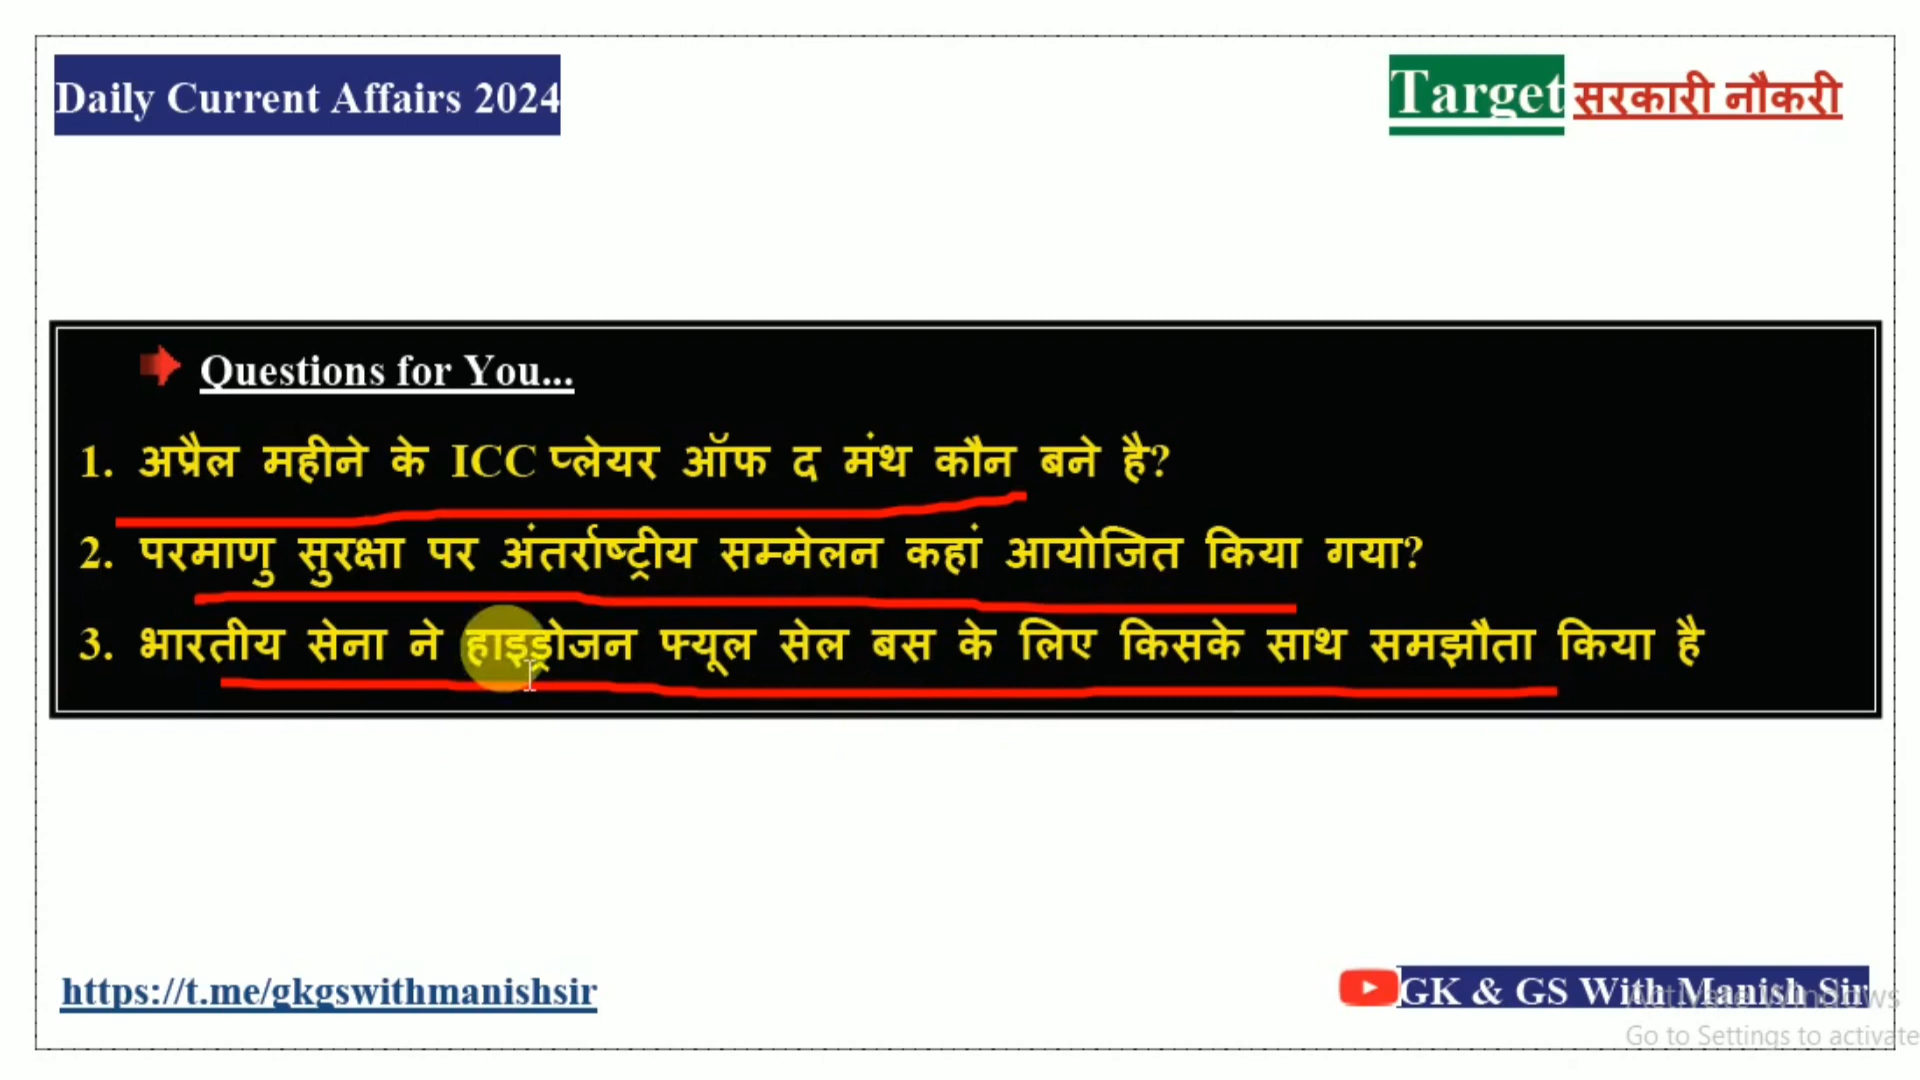 Daily Current Affairs 2024
Target सरकारी नौकरी
Questions for You...
1. अप्रैल महीने के ICC प्लेयर ऑफ द मंथ कौन बने है?
2. परमाणु सुरक्षा पर अंतर्राष्ट्रीय सम्मेलन कहां आयोजित किया गया?
3. भारतीय सेना ने हाइड्रोजन फ्यूल सेल बस के लिए किसके साथ समझौता किया है
https://t.me/gkgswithmanishsir
GK & GS With Manish Sir
Activate Windows
Go to Settings to activate